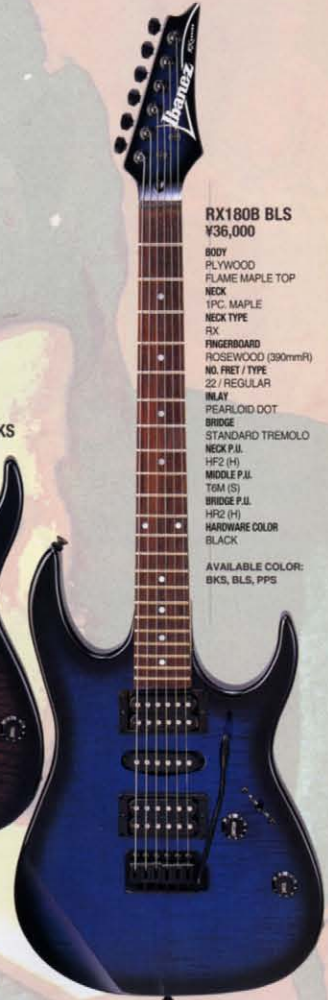 Ibanez
RX180B BLS
¥36,000
BODY
PLYWOOD
FLAME MAPLE TOP
NECK
1PC. MAPLE
NECK TYPE
RX
FINGERBOARD
ROSEWOOD (390mmR)
NO. FRET / TYPE
22 / REGULAR
INLAY
PEARLOID DOT
BRIDGE
STANDARD TREMOLO
NECK P.U.
HF2 (H)
MIDDLE P.U.
T6M (S)
BRIDGE P.U.
HR2 (H)
HARDWARE COLOR
BLACK
AVAILABLE COLOR:
BKS, BLS, PPS
KS